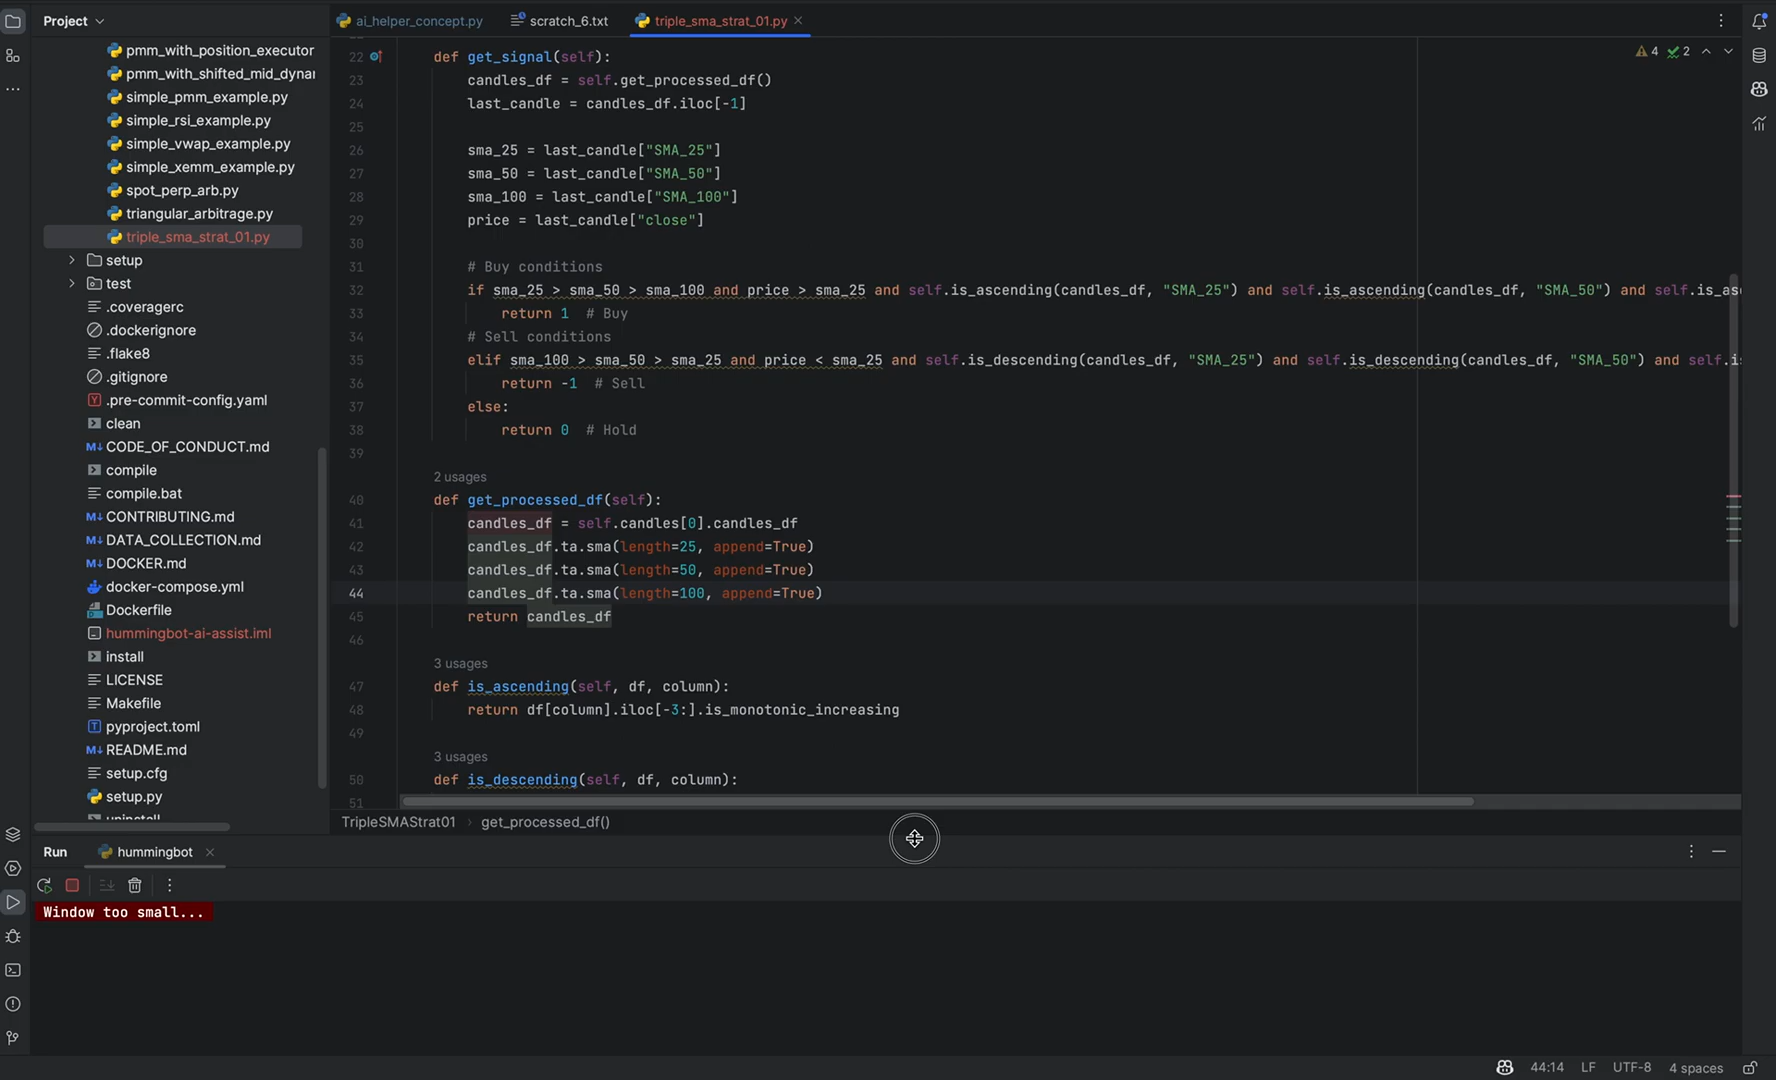 Project
pmm_with_position_executor
pmm_with_shifted_mid_dynar
simple_pmm_example.py
simple_rsi_example.py
simple_vwap_example.py
simple_xemm_example.py
spot_perp_arb.py
triangular_arbitrage.py
triple_sma_strat_01.py
setup
test
.coveragerc
.dockerignore
.flake8
.gitignore
.pre-commit-config.yaml
clean
CODE_OF_CONDUCT.md
compile
compile.bat
CONTRIBUTING.md
DATA_COLLECTION.md
DOCKER.md
docker-compose.yml
Dockerfile
hummingbot-ai-assist.iml
install
LICENSE
Makefile
pyproject.toml
README.md
setup.cfg
setup.py
ai_helper_concept.py scratch_6.txt triple_sma_strat_01.py
4 2
22 def get_signal(self):
23 candles_df = self.get_processed_df()
24 last_candle = candles_df.iloc[-1]
25
26 sma_25 = last_candle["SMA_25"]
27 sma_50 = last_candle["SMA_50"]
28 sma_100 = last_candle["SMA_100"]
29 price = last_candle["close"]
30
31 # Buy conditions
32 if sma_25 > sma_50 > sma_100 and price > sma_25 and self.is_ascending(candles_df, "SMA_25") and self.is_ascending(candles_df, "SMA_50") and self.is_as
33 return 1 # Buy
34 # Sell conditions
35 elif sma_100 > sma_50 > sma_25 and price < sma_25 and self.is_descending(candles_df, "SMA_25") and self.is_descending(candles_df, "SMA_50") and self.i
36 return -1 # Sell
37 else:
38 return 0 # Hold
39
2 usages
40 def get_processed_df(self):
41 candles_df = self.candles[0].candles_df
42 candles_df.ta.sma(length=25, append=True)
43 candles_df.ta.sma(length=50, append=True)
44 candles_df.ta.sma(length=100, append=True)
45 return candles_df
46
3 usages
47 def is_ascending(self, df, column):
48 return df[column].iloc[-3:].is_monotonic_increasing
49
3 usages
50 def is_descending(self, df, column):
51
TripleSMAStrat01 > get_processed_df()
Run hummingbot
Window too small...
44:14 LF UTF-8 4 spaces